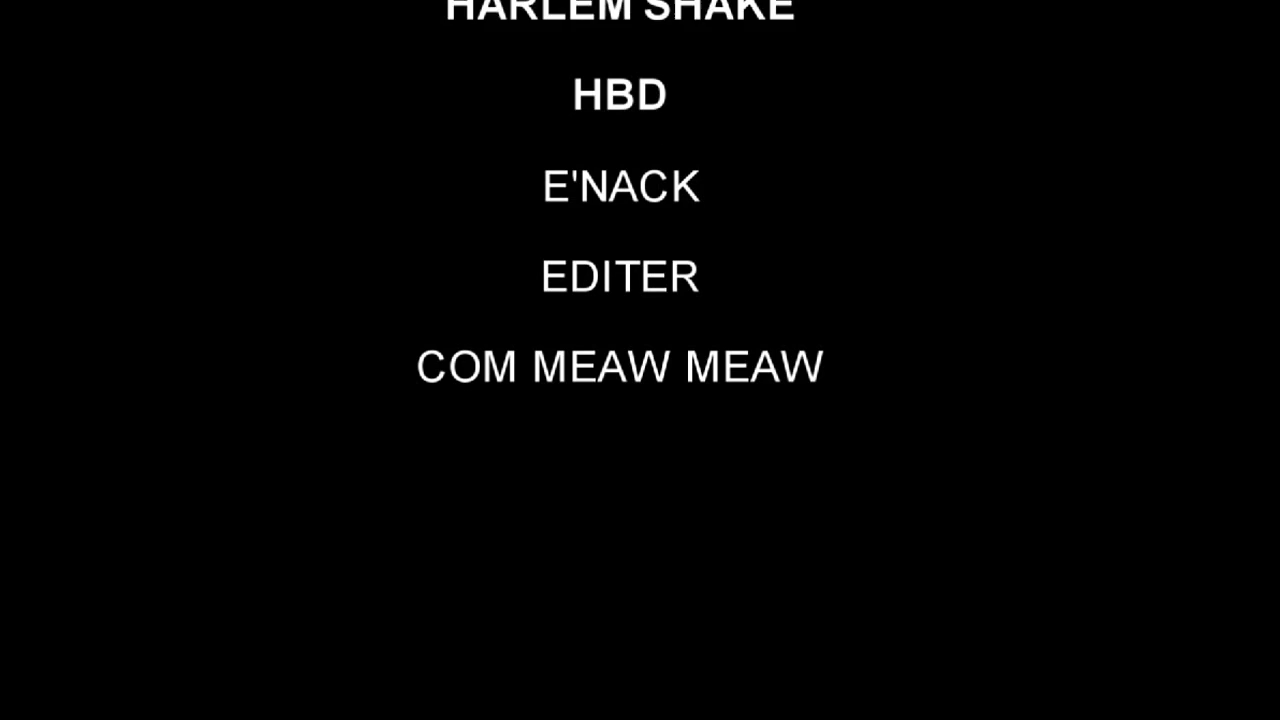 HARLEM SHAKE
HBD
E'NACK
EDITER
COM MEAW MEAW